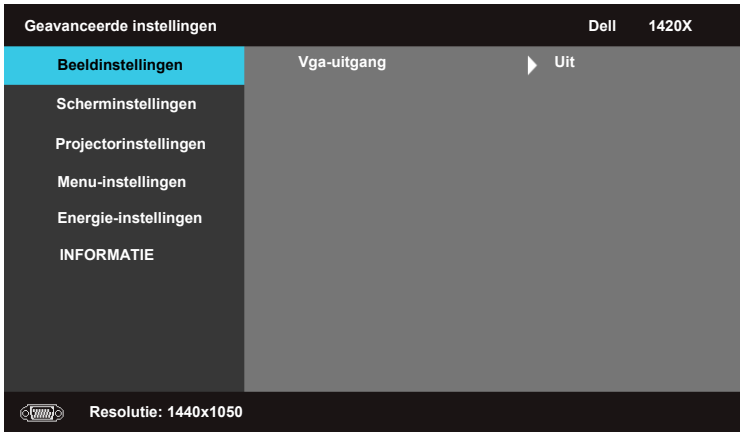 Geavanceerde instellingen Dell 1420X
Beeldinstellingen Vga-uitgang Uit
Scherminstellingen
Projectorinstellingen
Menu-instellingen
Energie-instellingen
INFORMATIE
Resolutie: 1440x1050